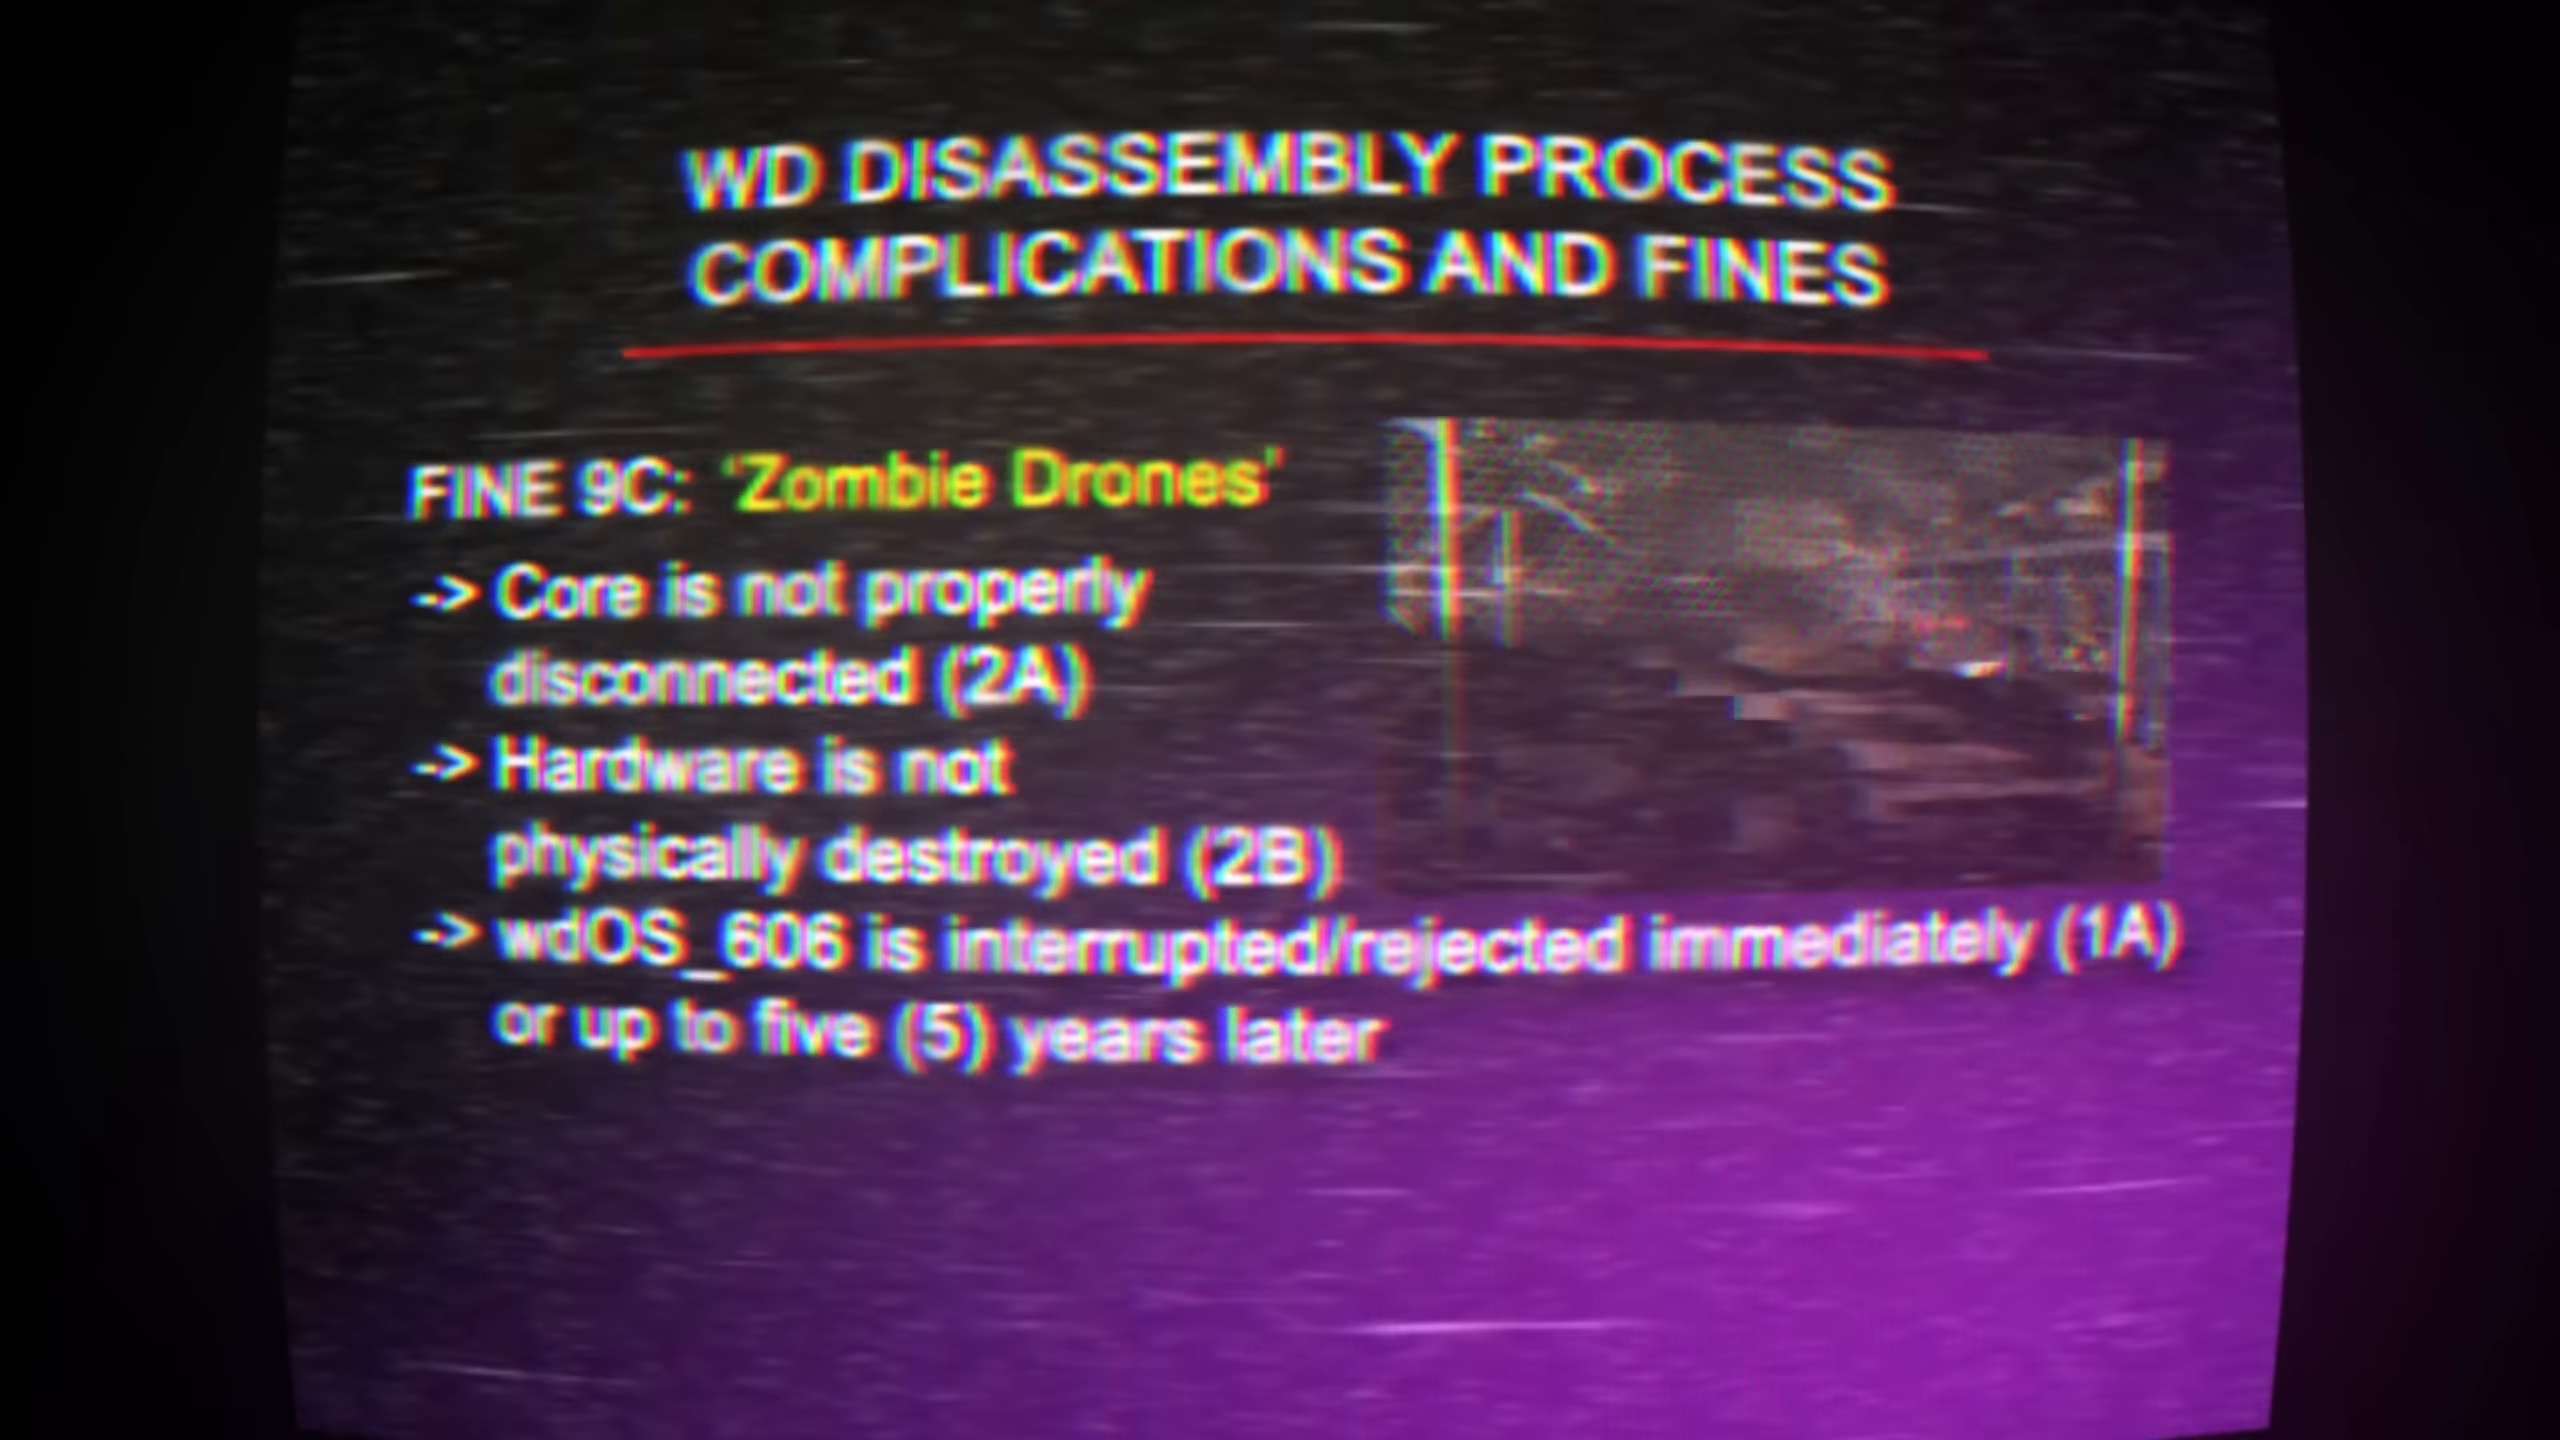 WD DISASSEMBLY PROCESS
COMPLICATIONS AND FINES
FINE 9C: 'Zombie Drones'
-> Core is not properly
disconnected (2A)
-> Hardware is not
physically destroyed (2B)
-> wdOS_606 is interrupted/rejected immediately (1A)
or up to five (5) years later